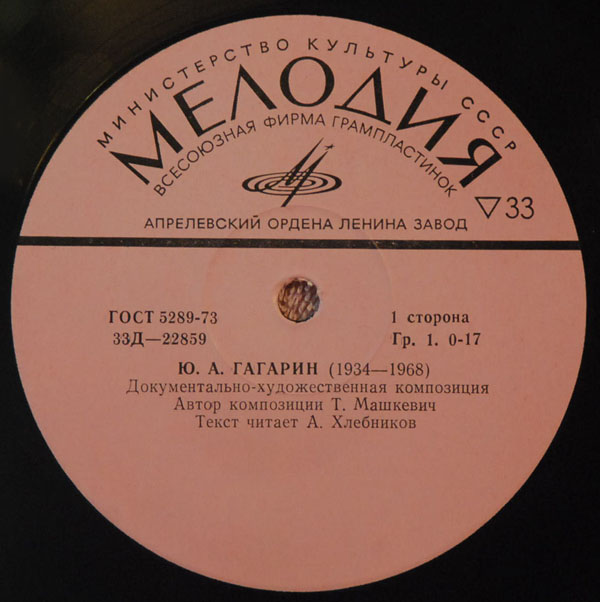 МИНИСТЕРСТВО КУЛЬТУРЫ СССР
МЕЛОДИЯ
ВСЕСОЮЗНАЯ ФИРМА ГРАМПЛАСТИНОК
33
АПРЕЛЕВСКИЙ ОРДЕНА ЛЕНИНА ЗАВОД
ГОСТ 5289-73 1 сторона
33Д—22859 Гр. 1. 0-17
Ю. А. ГАГАРИН (1934—1968)
Документально-художественная композиция
Автор композиции Т. Машкевич
Текст читает А. Хлебников